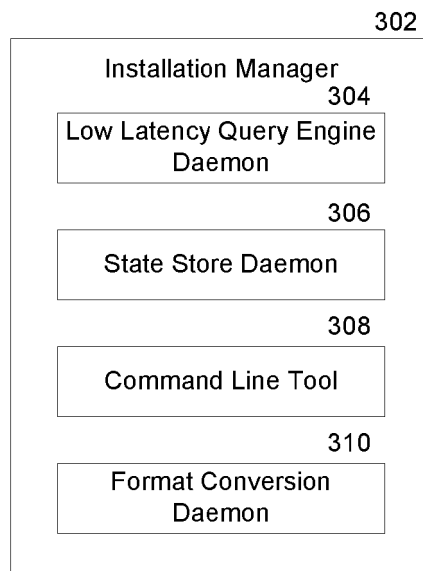 302
Installation Manager
304
Low Latency Query Engine
Daemon
306
State Store Daemon
308
Command Line Tool
310
Format Conversion
Daemon